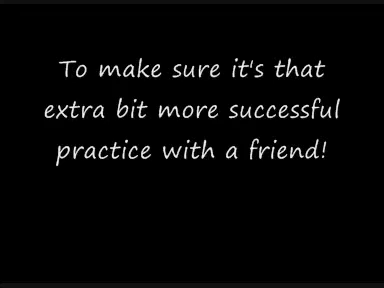 To make sure it's that
extra bit more successful
practice with a friend!